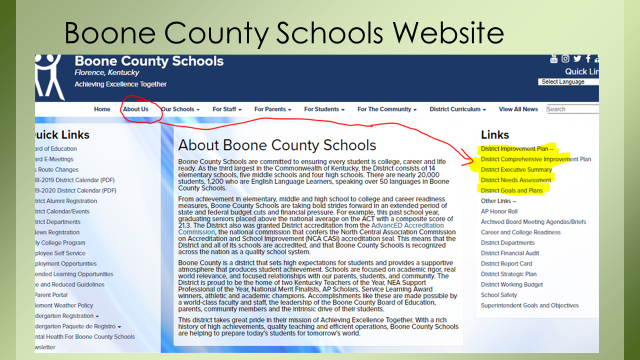 Boone County Schools Website
Boone County Schools
Florence, Kentucky
Achieving Excellence Together
Quick Lin
Select Language
Home About Us Our Schools For Staff For Parents For Students For The Community District Curriculum View All News Search
uick Links
ard of Education
ard E-Meetings
s Route Changes
18-2019 District Calendar (PDF)
19-2020 District Calendar (PDF)
strict Alumni Registration
strict Calendar/Events
strict Departments
News Registration
rly College Program
ployee Self Service
ployment Opportunities
tended Learning Opportunities
ee and Reduced Guidelines
Parent Portal
lement Weather Policy
ndergarten Registration
ndergarten Paquete de Registro
ental Health For Boone County Schools
ewsletter
About Boone County Schools
Boone County Schools are committed to ensuring every student is college, career and life
ready. As the third largest in the Commonwealth of Kentucky, the District consists of 14
elementary schools, five middle schools and four high schools. There are nearly 20,000
students, 1,200 who are English Language Learners, speaking over 50 languages in Boone
County Schools.
From achievement in elementary, middle and high school to college and career readiness
measures, Boone County Schools are taking bold strides forward in an extended period of
state and federal budget cuts and financial pressure. For example, this past school year,
graduating seniors placed above the national average on the ACT with a composite score of
21.3. The District also was granted District accreditation from the AdvancED Accreditation
Commission, the national commission that confers the North Central Association Commission
on Accreditation and School Improvement (NCA CASI) accreditation seal. This means that the
District and all of its schools are accredited, and that Boone County Schools is recognized
across the nation as a quality school system.
Boone County is a district that sets high expectations for students and provides a supportive
atmosphere that produces student achievement. Schools are focused on academic rigor, real
world relevance, and focused relationships with our parents, students, and community. The
District is proud to be the home of two Kentucky Teachers of the Year, NEA Support
Professional of the Year, National Merit Finalists, AP Scholars, Service Learning Award
winners, athletic and academic champions. Accomplishments like these are made possible by
a world-class faculty and staff, the leadership of the Boone County Board of Education,
parents, community members and the intrinsic drive of their students.
This district takes great pride in their mission of Achieving Excellence Together. With a rich
history of high achievements, quality teaching and efficient operations, Boone County Schools
are helping to prepare today's students for tomorrow's world.
Links
District Improvement Plan –
District Comprehensive Improvement Plan
District Executive Summary
District Needs Assessment
District Goals and Plans
Other Links –
AP Honor Roll
Archived Board Meeting Agendas/Briefs
Career and College Readiness
District Departments
District Financial Audit
District Report Card
District Strategic Plan
District Working Budget
School Safety
Superintendent Goals and Objectives